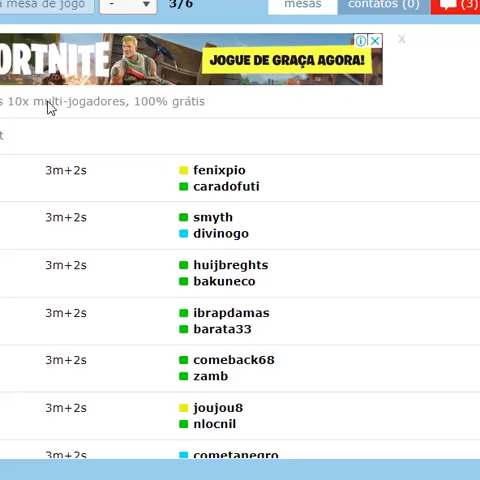 a mesa de jogo - 3/6 mesas contatos (0) (3)
ORTNITE JOGUE DE GRAÇA AGORA! X
s 10x multi-jogadores, 100% grátis
t
3m+2s fenixpio
caradofuti
3m+2s smyth
divinogo
3m+2s huijbreghts
bakuneco
3m+2s ibrapdamas
barata33
3m+2s comeback68
zamb
3m+2s joujou8
nlocnil
3m+2s cometanegro